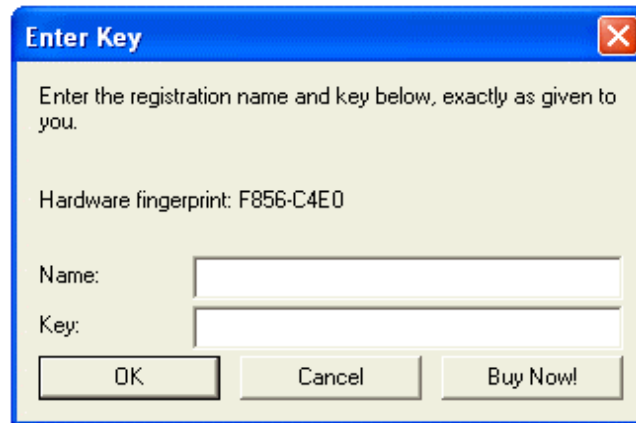 Enter Key
Enter the registration name and key below, exactly as given to
you.
Hardware fingerprint: F856-C4E0
Name:
Key:
OK Cancel Buy Now!